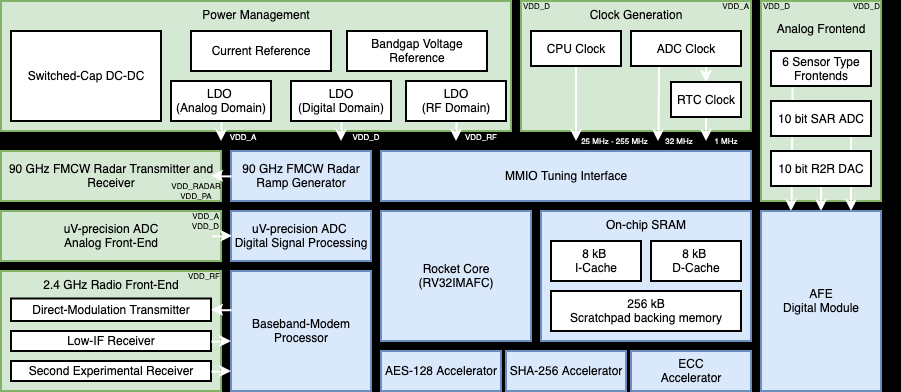 Power Management
Switched-Cap DC-DC
Current Reference
Bandgap Voltage
Reference
LDO
(Analog Domain)
LDO
(Digital Domain)
LDO
(RF Domain)
VDD_A
VDD_D
VDD_RF
VDD_D
VDD_A
Clock Generation
CPU Clock
ADC Clock
RTC Clock
25 MHz - 255 MHz
32 MHz
1 MHz
VDD_D
VDD_D
Analog Frontend
6 Sensor Type
Frontends
10 bit SAR ADC
10 bit R2R DAC
90 GHz FMCW Radar Transmitter and
Receiver
VDD_RADAR
VDD_PA
90 GHz FMCW Radar
Ramp Generator
MMIO Tuning Interface
VDD_A
VDD_D
uV-precision ADC
Analog Front-End
uV-precision ADC
Digital Signal Processing
Rocket Core
(RV32IMAFC)
On-chip SRAM
8 kB
I-Cache
8 kB
D-Cache
256 kB
Scratchpad backing memory
AFE
Digital Module
VDD_RF
2.4 GHz Radio Front-End
Direct-Modulation Transmitter
Low-IF Receiver
Second Experimental Receiver
Baseband-Modem
Processor
AES-128 Accelerator
SHA-256 Accelerator
ECC
Accelerator